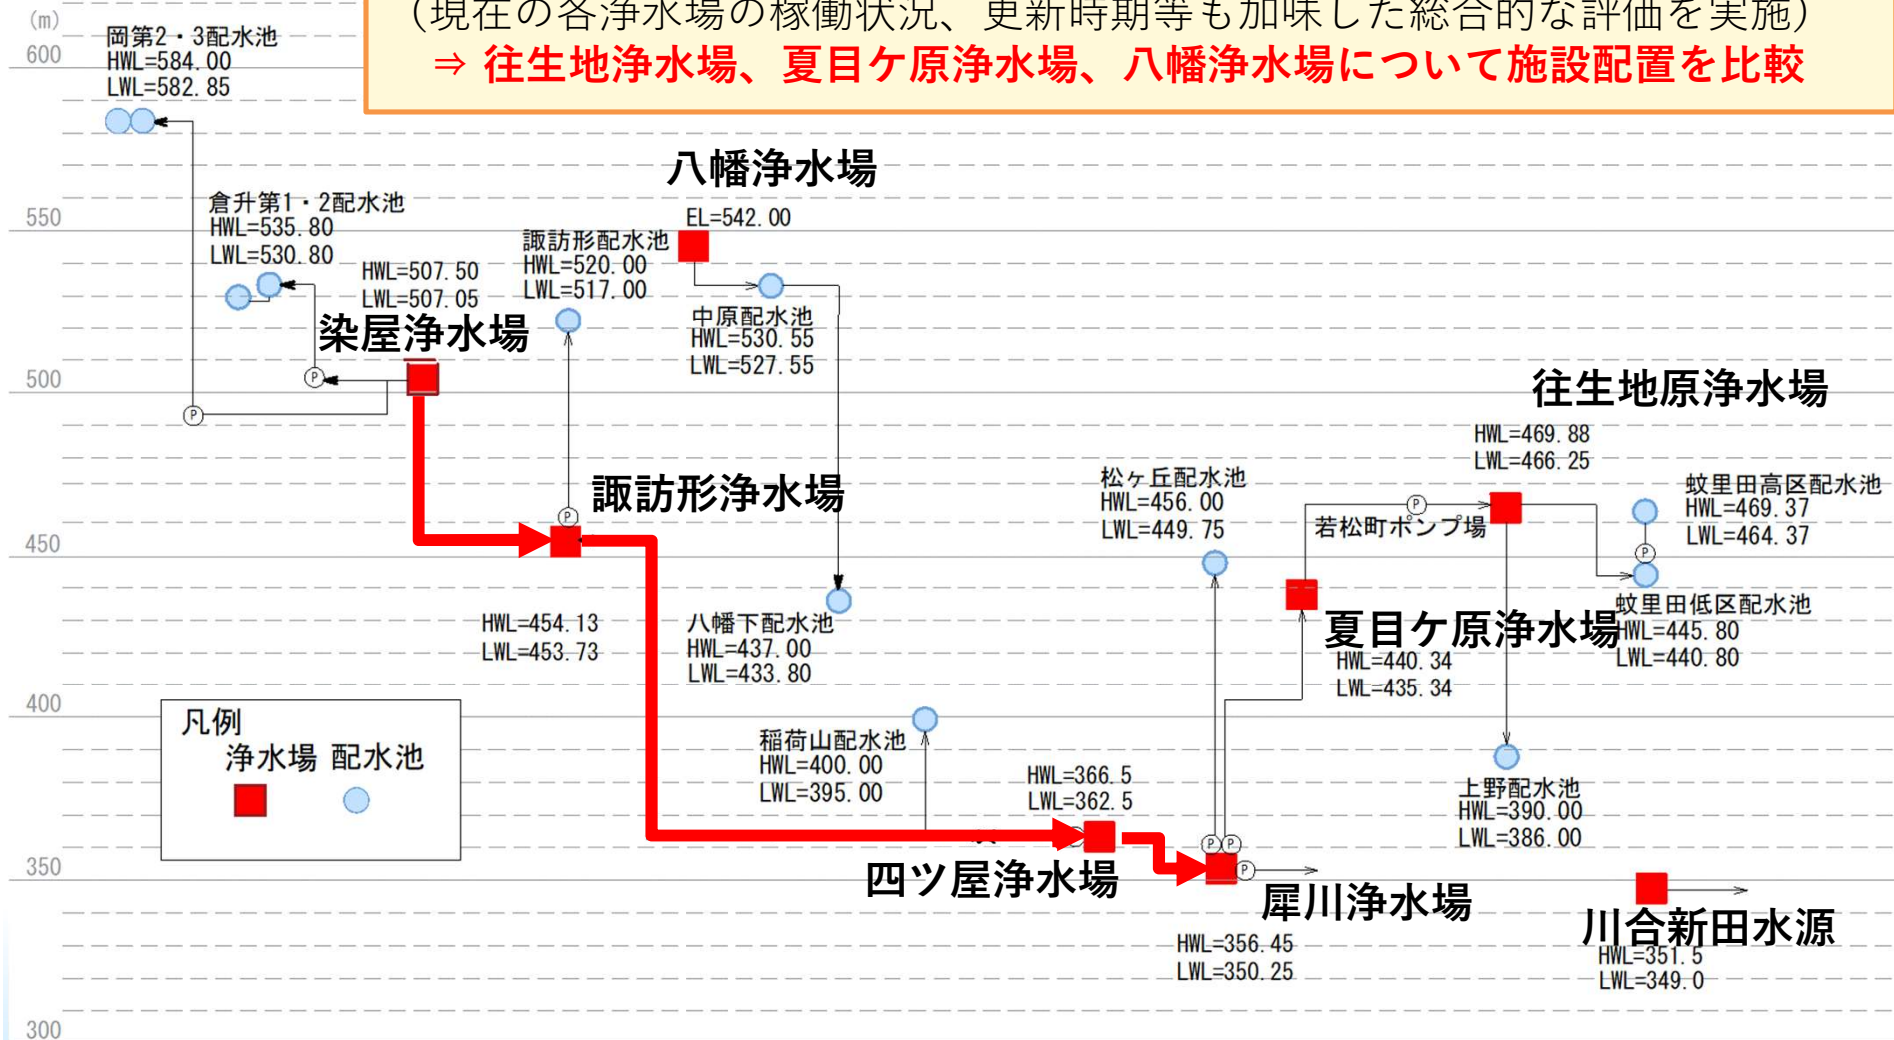 （現在の各浄水場の稼働状況、更新時期等も加味した総合的な評価を実施）
⇒ 往生地浄水場、夏目ケ原浄水場、八幡浄水場について施設配置を比較
(m)
600
550
500
450
400
350
300
岡第2・3配水池
HWL=584.00
LWL=582.85
倉升第1・2配水池
HWL=535.80
LWL=530.80
HWL=507.50
LWL=507.05
染屋浄水場
諏訪形配水池
HWL=520.00
LWL=517.00
八幡浄水場
EL=542.00
中原配水池
HWL=530.55
LWL=527.55
P
P
P
諏訪形浄水場
HWL=454.13
LWL=453.73
八幡下配水池
HWL=437.00
LWL=433.80
稲荷山配水池
HWL=400.00
LWL=395.00
HWL=366.5
LWL=362.5
四ツ屋浄水場
松ヶ丘配水池
HWL=456.00
LWL=449.75
P
P
P
犀川浄水場
HWL=356.45
LWL=350.25
往生地原浄水場
HWL=469.88
LWL=466.25
P
若松町ポンプ場
夏目ケ原浄水場
HWL=440.34
LWL=435.34
蚊里田高区配水池
HWL=469.37
LWL=464.37
P
蚊里田低区配水池
HWL=445.80
LWL=440.80
上野配水池
HWL=390.00
LWL=386.00
川合新田水源
HWL=351.5
LWL=349.0
凡例
浄水場 配水池